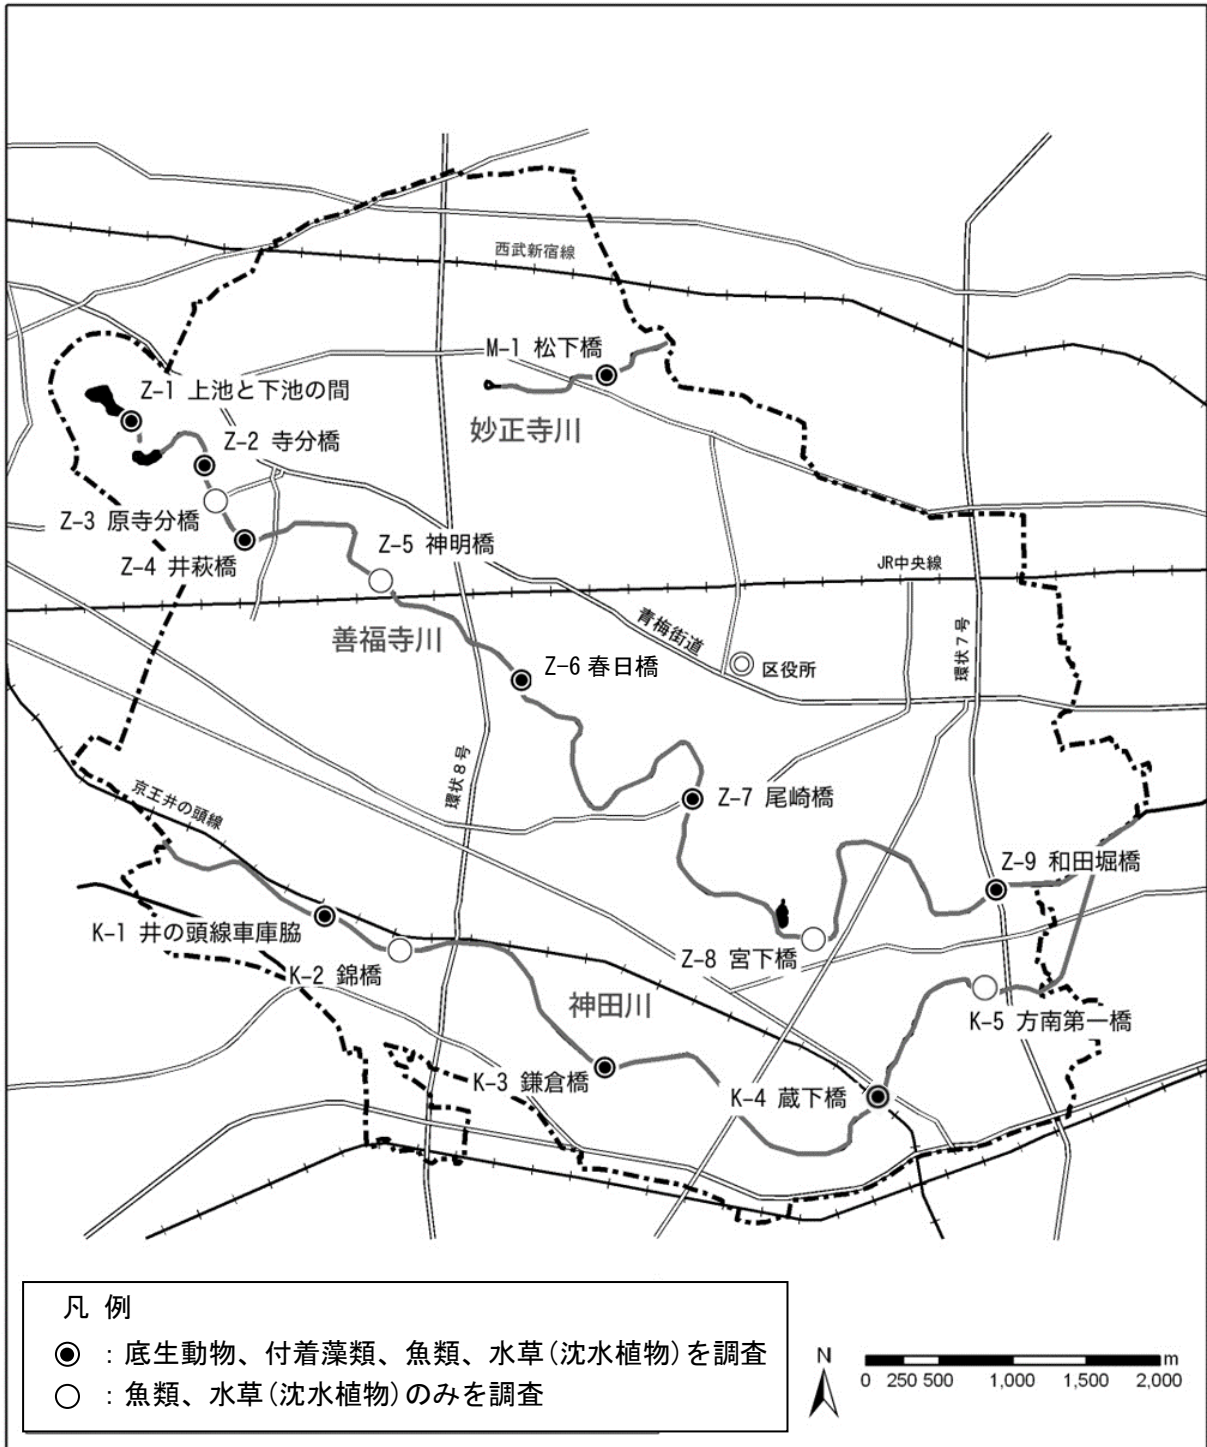 西武新宿線
M-1 松下橋
Z-1 上池と下池の間
妙正寺川
Z-2 寺分橋
Z-3 原寺分橋
Z-4 井萩橋
Z-5 神明橋
JR中央線
善福寺川
青梅街道
環状7号
Z-6 春日橋
区役所
環状8号
京王井の頭線
Z-7 尾崎橋
Z-9 和田堀橋
K-1 井の頭線車庫脇
Z-8 宮下橋
K-2 錦橋
神田川
K-5 方南第一橋
K-3 鎌倉橋
K-4 蔵下橋
凡 例
：底生動物、付着藻類、魚類、水草(沈水植物)を調査
：魚類、水草(沈水植物)のみを調査
N
m
0 250 500 1,000 1,500 2,000